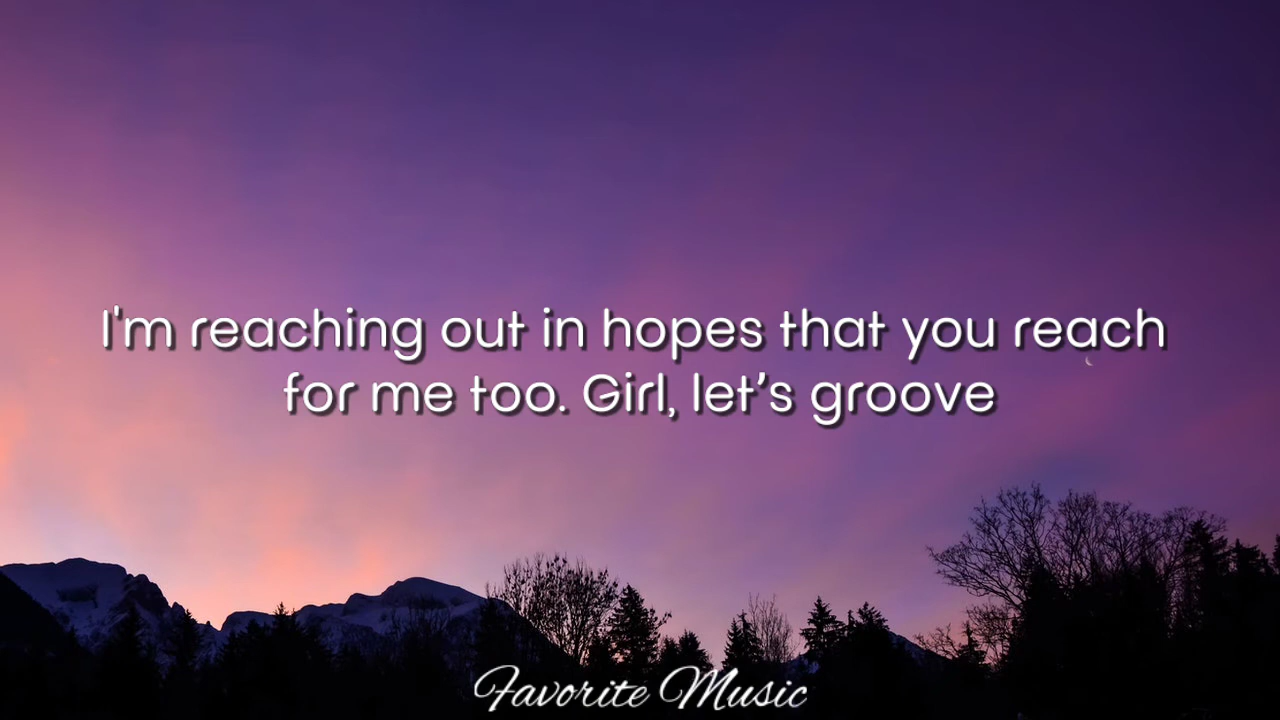 I'm reaching out in hopes that you reach
for me too. Girl, let’s groove
Favorite Music